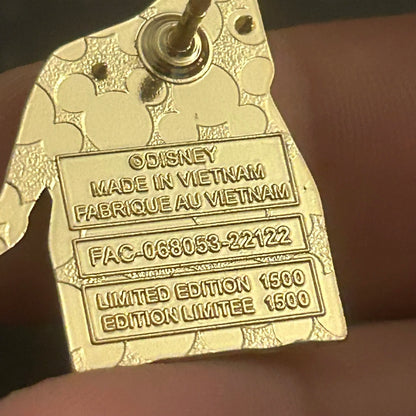 ©DISNEY
MADE IN VIETNAM
FABRIQUE AU VIETNAM
FAC-068053-22122
LIMITED EDITION 1500
EDITION LIMITEE 1500